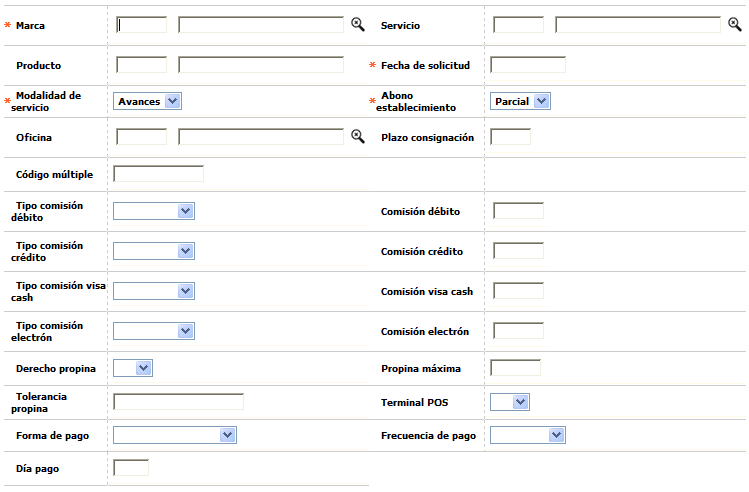 * Marca
Servicio
Producto
* Fecha de solicitud
* Modalidad de
servicio
Avances
* Abono
establecimiento
Parcial
Oficina
Plazo consignación
Código múltiple
Tipo comisión
débito
Comisión débito
Tipo comisión
crédito
Comisión crédito
Tipo comisión visa
cash
Comisión visa cash
Tipo comisión
electrón
Comisión electrón
Derecho propina
Propina máxima
Tolerancia
propina
Terminal POS
Forma de pago
Frecuencia de pago
Día pago